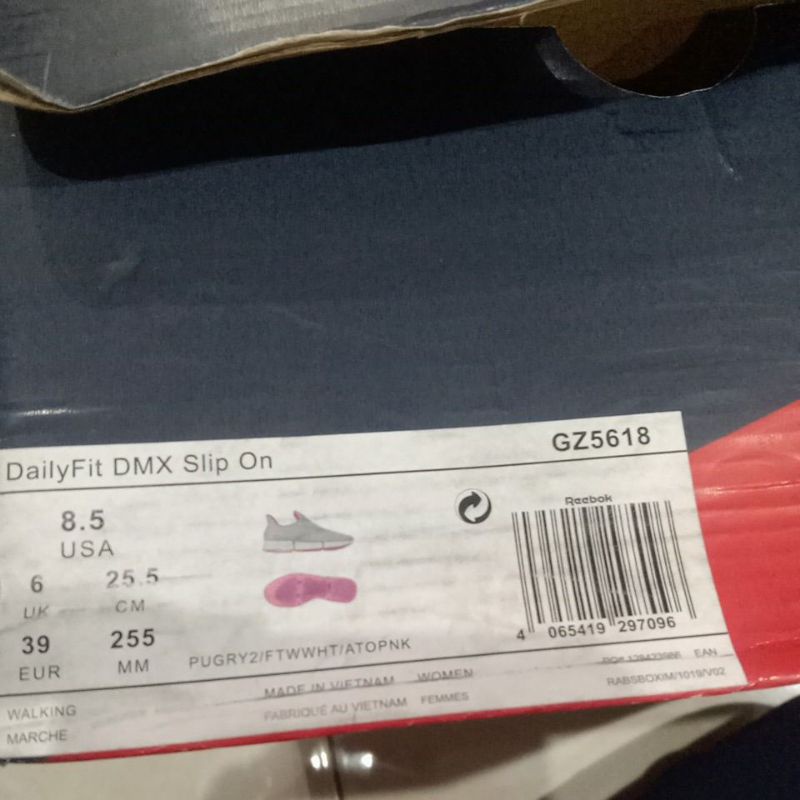 DailyFit DMX Slip On
GZ5618
8.5
USA
6
UK
25.5
CM
39
EUR
255
MM
PUGRY2/FTWWHT/ATOPNK
Reebok
4 065419 297096
EAN
MADE IN VIETNAM WOMEN
RABSBOXIM/1019/V02
WALKING
FABRIQUÉ AU VIETNAM FEMMES
MARCHE